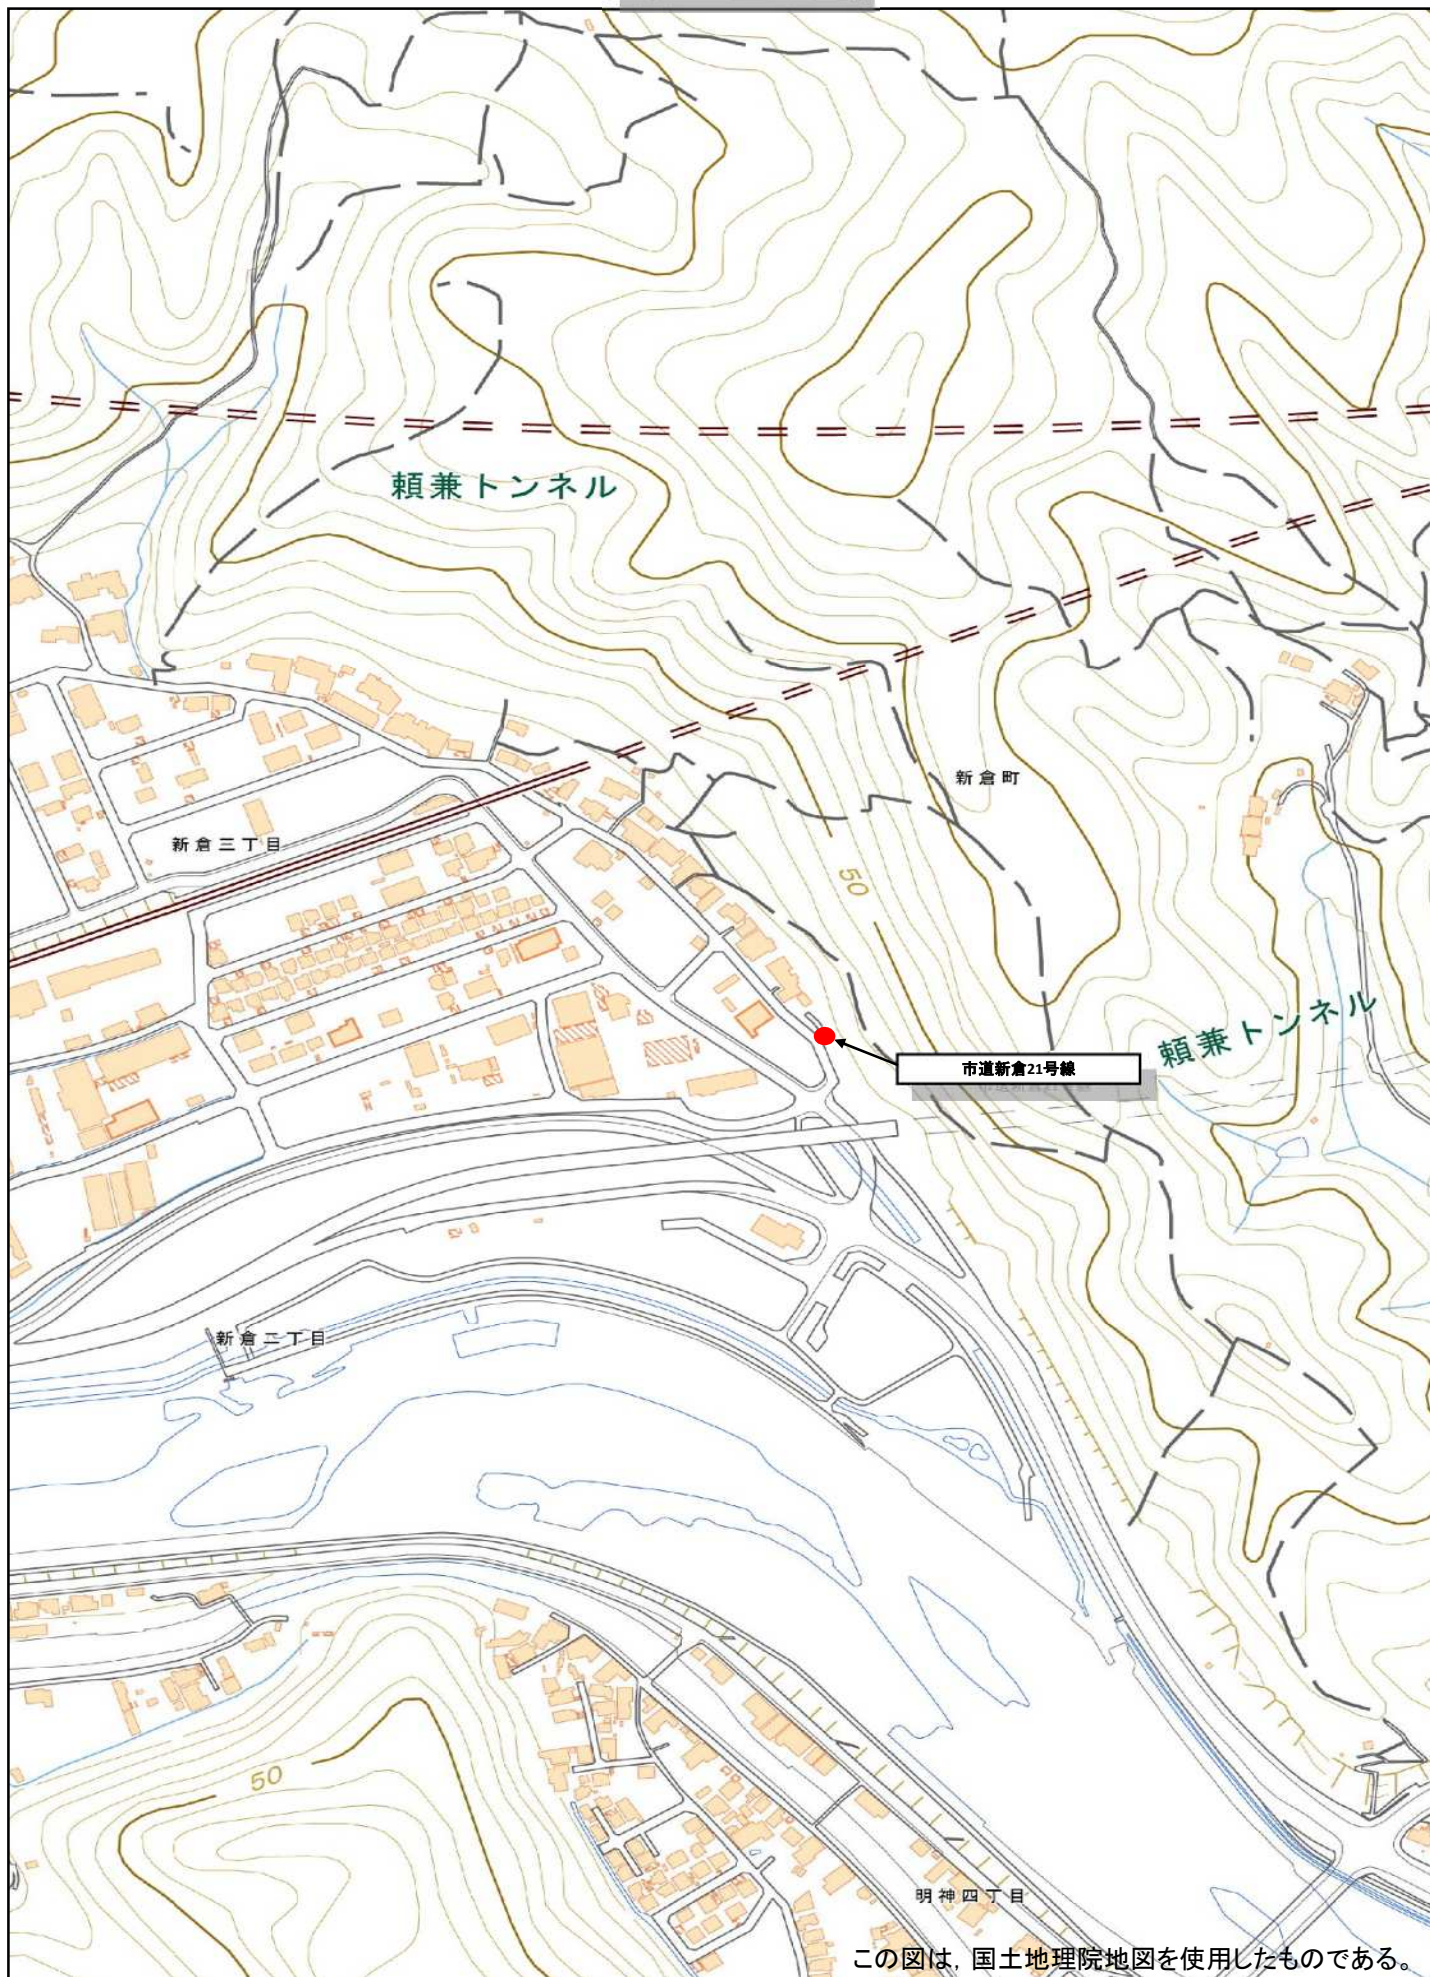 頼兼トンネル
新倉町
新倉三丁目
50
頼兼トンネル
市道新倉21号線
新倉二丁目
50
明神四丁目
この図は，国土地理院地図を使用したものである。